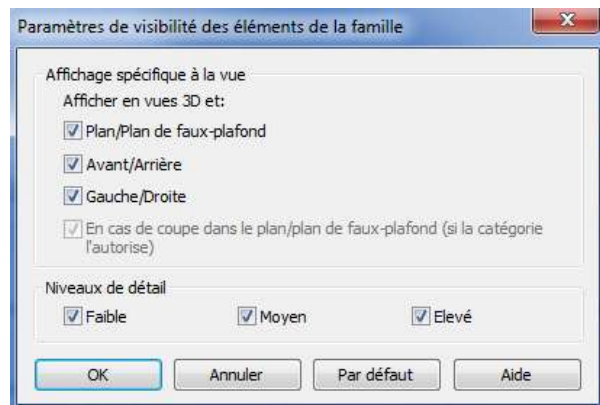 Paramètres de visibilité des éléments de la famille
Affichage spécifique à la vue
Afficher en vues 3D et:
Plan/Plan de faux-plafond
Avant/Arrière
Gauche/Droite
En cas de coupe dans le plan/plan de faux-plafond (si la catégorie
l'autorise)
Niveaux de détail
Faible Moyen Elevé
OK Annuler Par défaut Aide